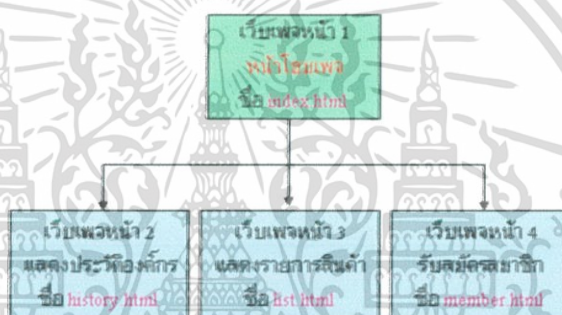 เว็บเพจหน้า 1
หน้าโฮมเพจ
ชื่อ index.html
เว็บเพจหน้า 2
แสดงประวัติองค์กร
ชื่อ history.html
เว็บเพจหน้า 3
แสดงรายการสินค้า
ชื่อ list.html
เว็บเพจหน้า 4
รับสมัครสมาชิก
ชื่อ member.html